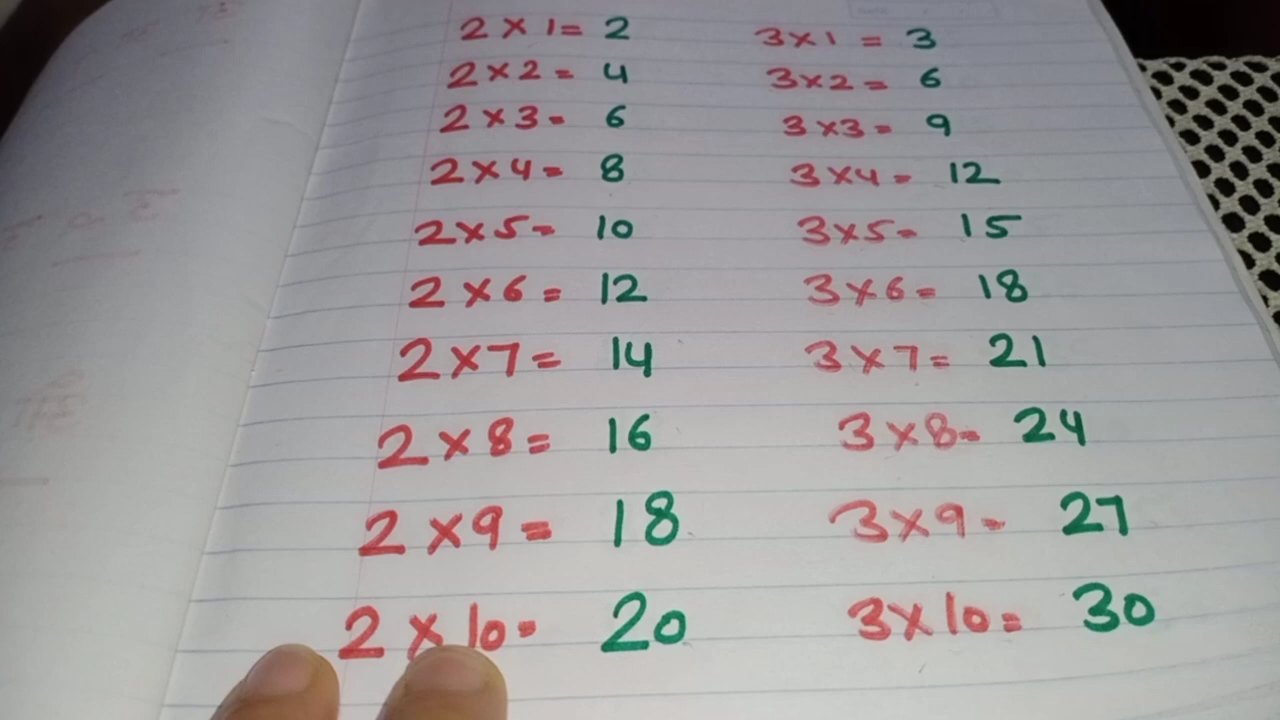 2 × 1 = 2
2 × 2 = 4
2 × 3 = 6
2 × 4 = 8
2 × 5 = 10
2 × 6 = 12
2 × 7 = 14
2 × 8 = 16
2 × 9 = 18
2 × 10 = 20
3 × 1 = 3
3 × 2 = 6
3 × 3 = 9
3 × 4 = 12
3 × 5 = 15
3 × 6 = 18
3 × 7 = 21
3 × 8 = 24
3 × 9 = 27
3 × 10 = 30